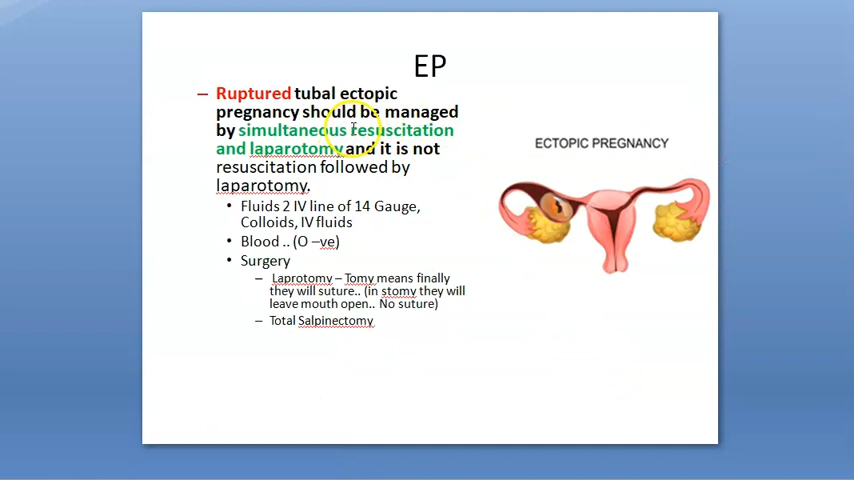 EP
– Ruptured tubal ectopic
pregnancy should be managed
by simultaneous resuscitation
and laparotomy and it is not
resuscitation followed by
laparotomy.
• Fluids 2 IV line of 14 Gauge,
Colloids, IV fluids
• Blood .. (O –ve)
• Surgery
– Laprotomy – Tomy means finally
they will suture.. (in stomy they will
leave mouth open.. No suture)
– Total Salpinectomy
ECTOPIC PREGNANCY